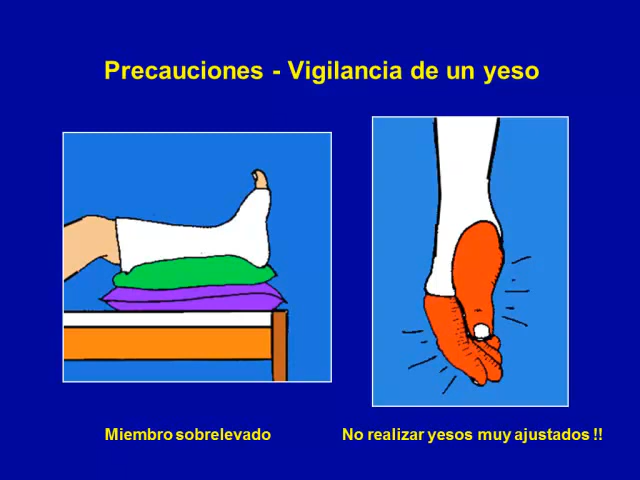 Precauciones - Vigilancia de un yeso
Miembro sobrelevado
No realizar yesos muy ajustados !!